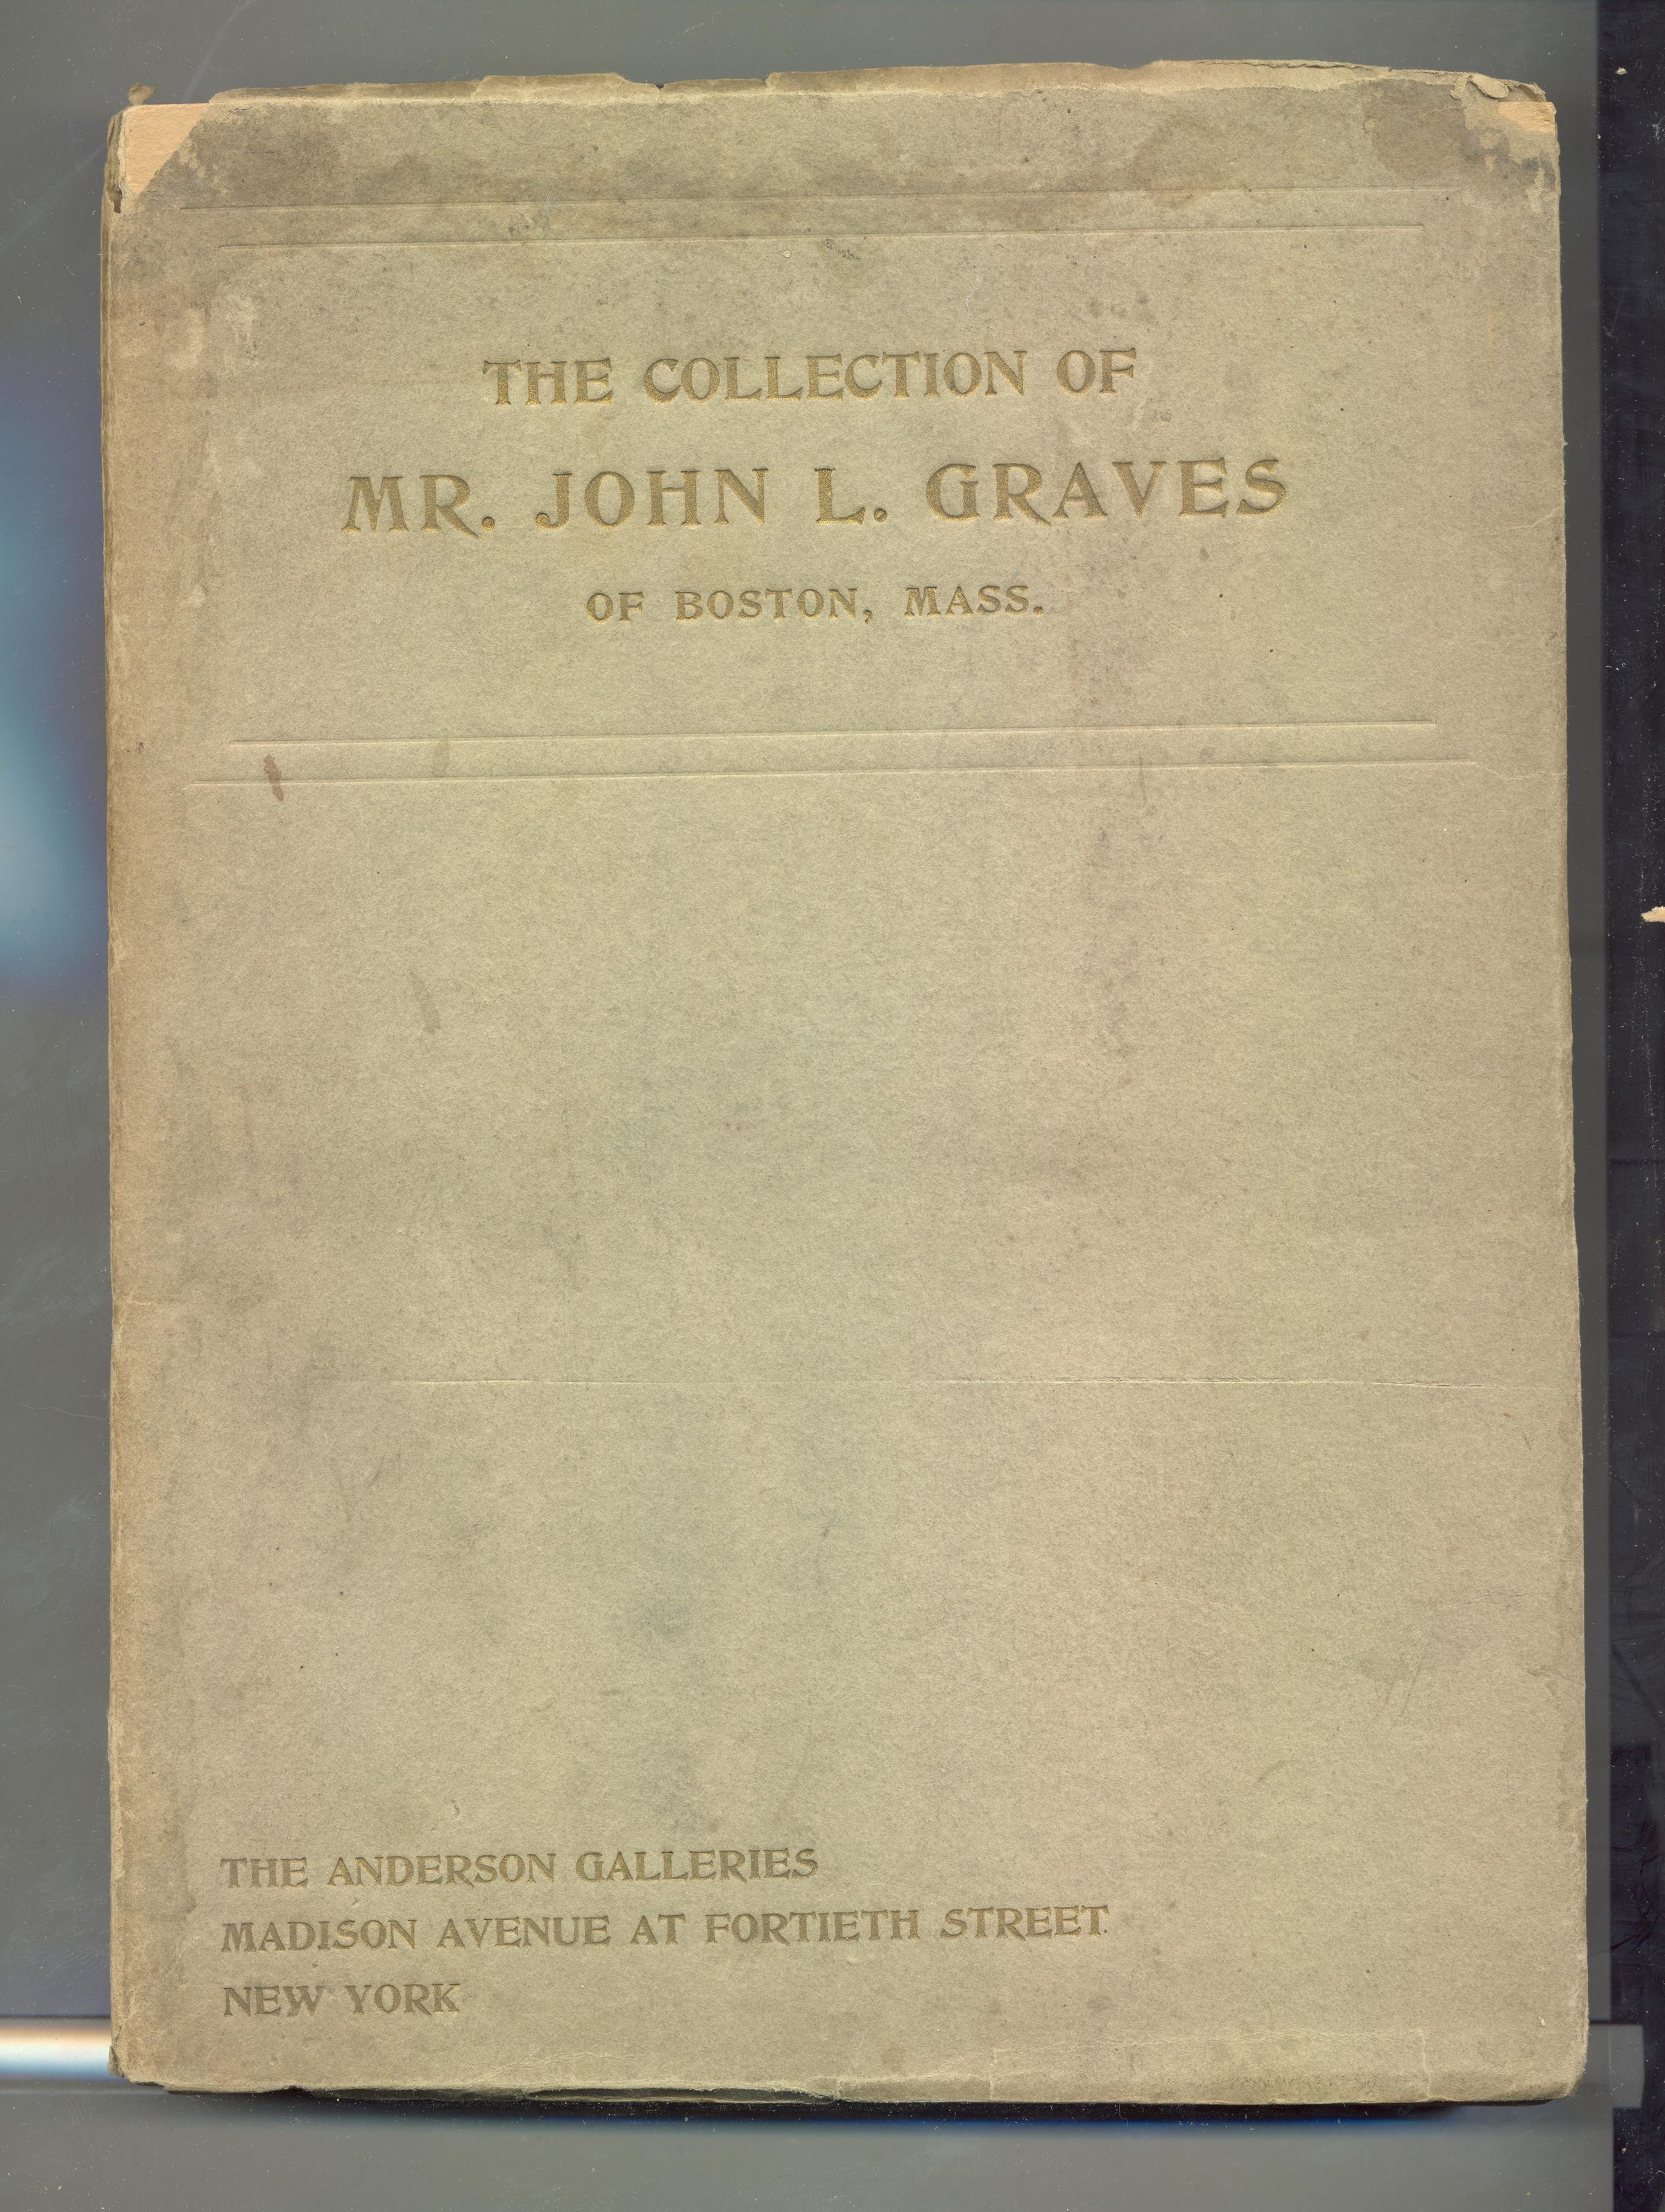 THE COLLECTION OF
MR. JOHN L. GRAVES
OF BOSTON, MASS.
THE ANDERSON GALLERIES
MADISON AVENUE AT FORTIETH STREET
NEW YORK